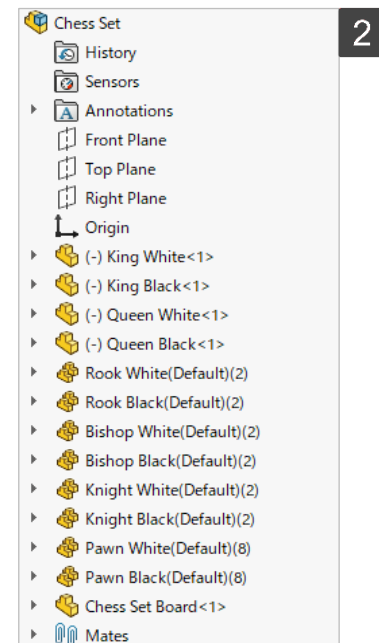 Chess Set
2
History
Sensors
Annotations
Front Plane
Top Plane
Right Plane
Origin
(-) King White<1>
(-) King Black<1>
(-) Queen White<1>
(-) Queen Black<1>
Rook White(Default)(2)
Rook Black(Default)(2)
Bishop White(Default)(2)
Bishop Black(Default)(2)
Knight White(Default)(2)
Knight Black(Default)(2)
Pawn White(Default)(8)
Pawn Black(Default)(8)
Chess Set Board<1>
Mates